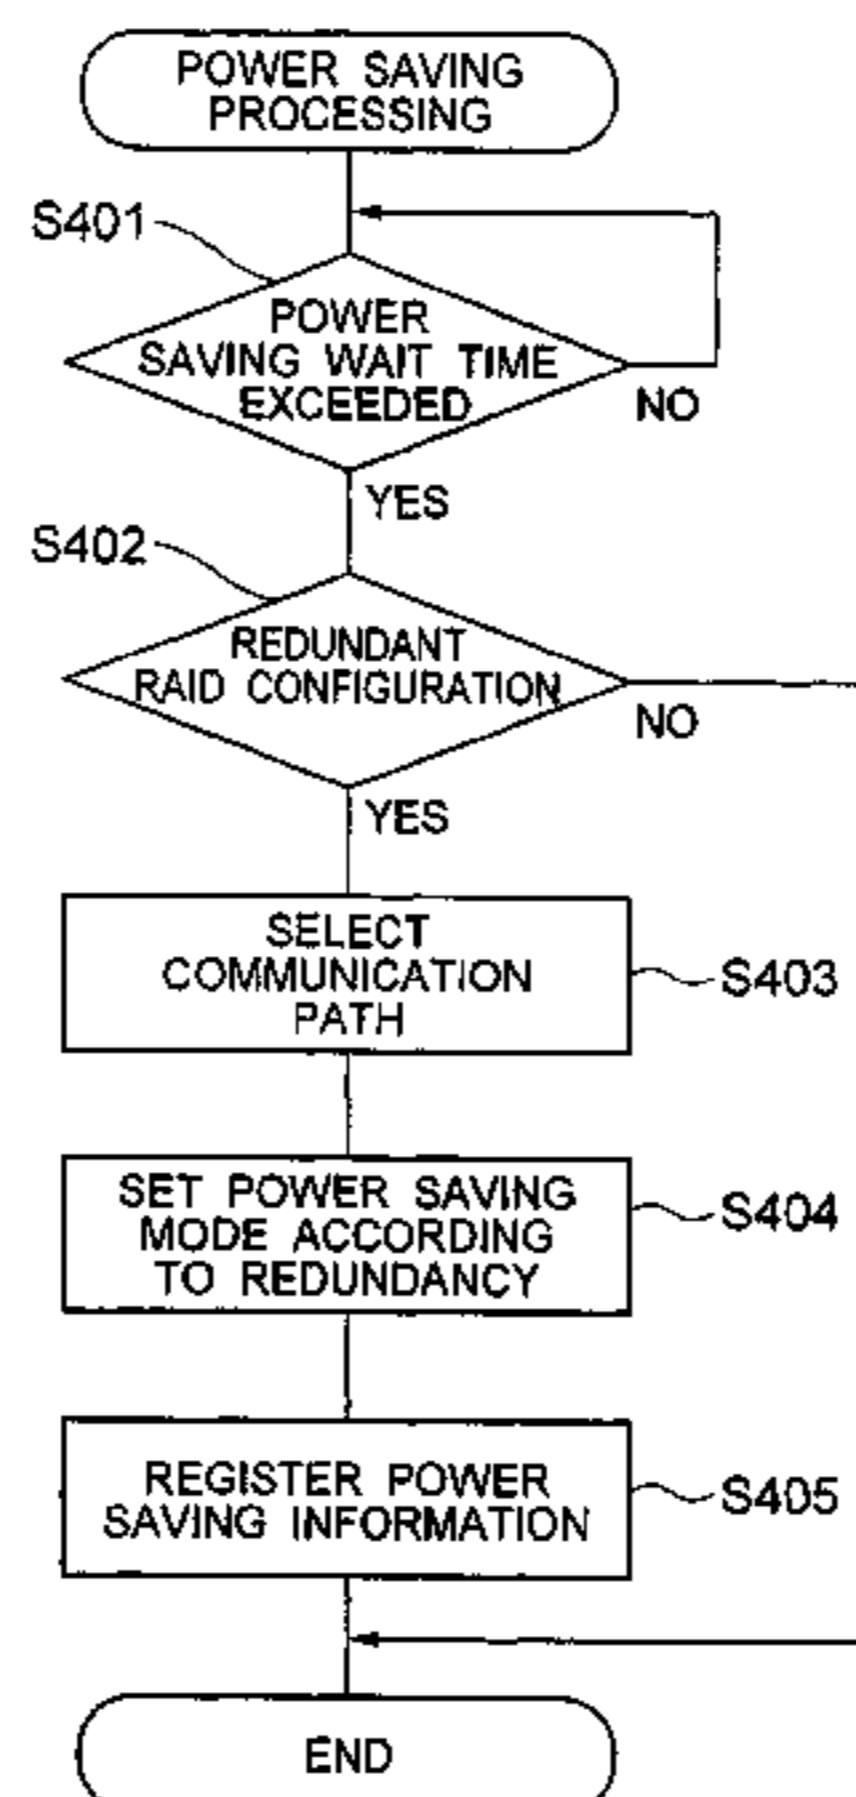 POWER SAVING
PROCESSING
S401
POWER
SAVING WAIT TIME
EXCEEDED
NO
YES
S402
REDUNDANT
RAID CONFIGURATION
NO
YES
SELECT
COMMUNICATION
PATH
S403
SET POWER SAVING
MODE ACCORDING
TO REDUNDANCY
S404
REGISTER POWER
SAVING INFORMATION
S405
END